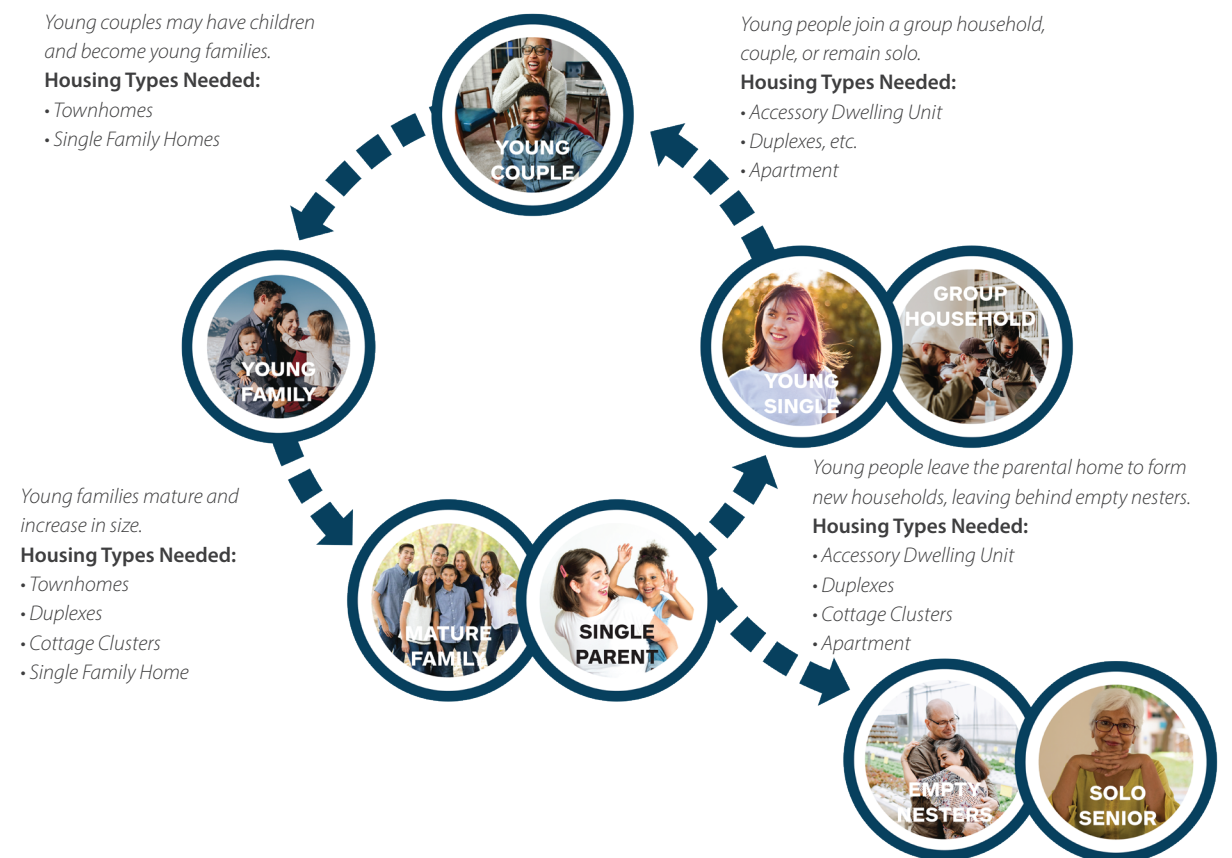 Young couples may have children
and become young families.
Housing Types Needed:
• Townhomes
• Single Family Homes
Young people join a group household,
couple, or remain solo.
Housing Types Needed:
• Accessory Dwelling Unit
• Duplexes, etc.
• Apartment
YOUNG
COUPLE
YOUNG
FAMILY
YOUNG
SINGLE
GROUP
HOUSEHOLD
Young families mature and
increase in size.
Housing Types Needed:
• Townhomes
• Duplexes
• Cottage Clusters
• Single Family Home
MATURE
FAMILY
SINGLE
PARENT
Young people leave the parental home to form
new households, leaving behind empty nesters.
Housing Types Needed:
• Accessory Dwelling Unit
• Duplexes
• Cottage Clusters
• Apartment
EMPTY
NESTERS
SOLO
SENIOR